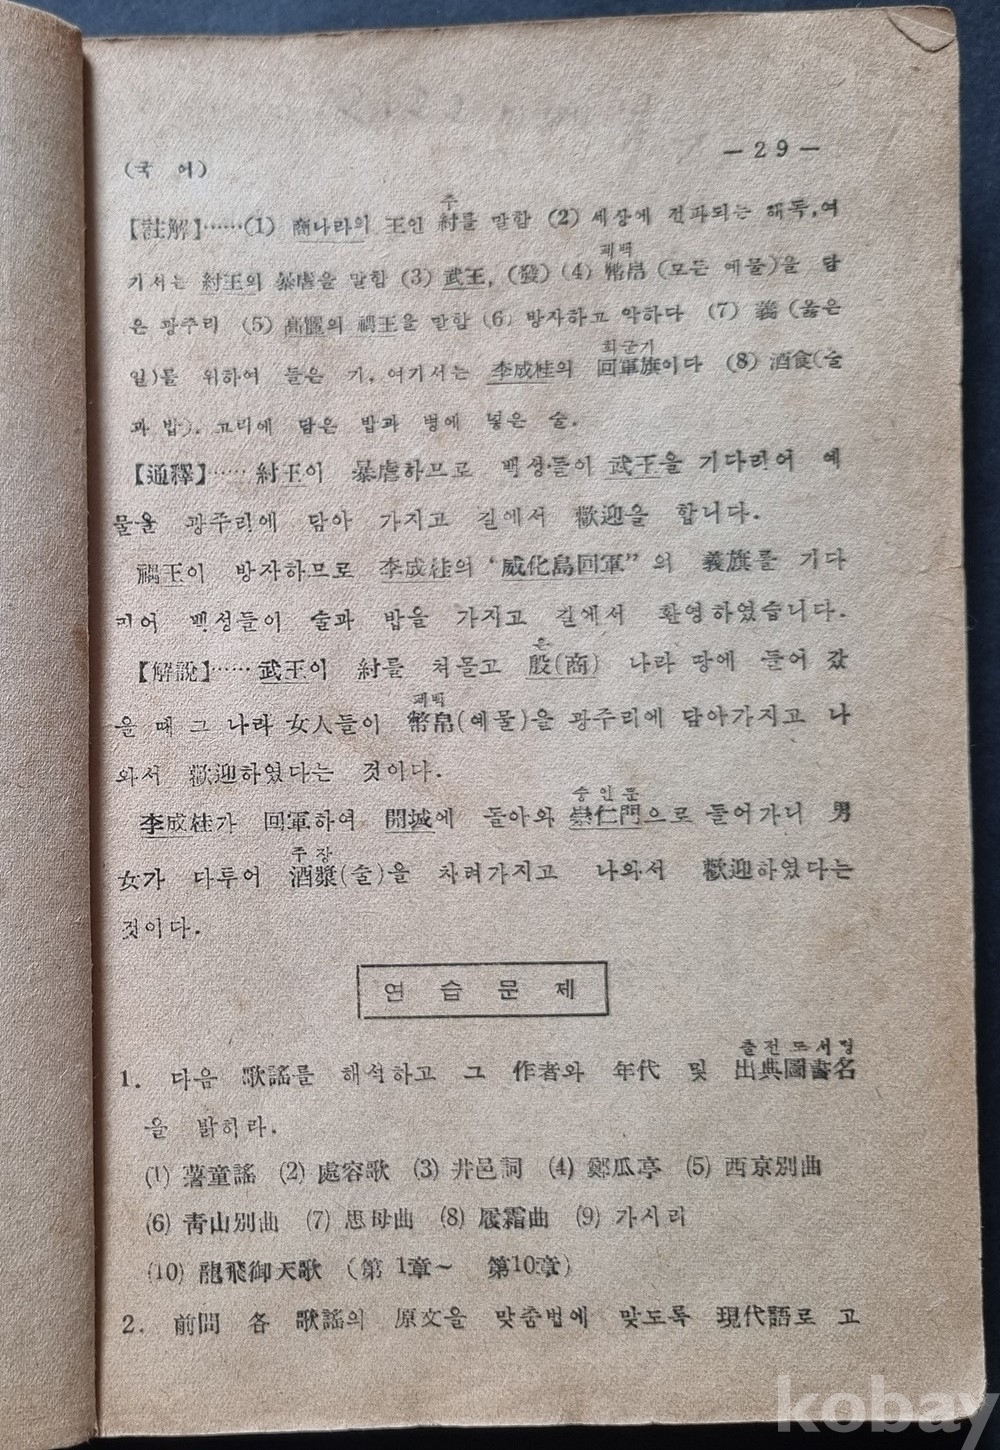 (국 어)
—29—
주
【註解】……(1) 商나라의 王인 紂를 말함 (2) 세상에 전파되는 해독, 여
폐백
기서는 紂王의 暴虐을 말함 (3) 武王, (發) (4) 幣帛 (모든 예물)을 담
은 광주리 (5) 高麗의 禑王을 말함 (6) 방자하고 악하다 (7) 義 (옳은
회군기
일)를 위하여 들은 기, 여기서는 李成桂의 回軍旗이다 (8) 酒食(술
과 밥). 고리에 담은 밥과 병에 넣은 술.
【通釋】…… 紂王이 暴虐하므로 백성들이 武王을 기다리어 예
물을 광주리에 담아 가지고 길에서 歡迎을 합니다.
禑王이 방자하므로 李成桂의 “威化島回軍”의 義旗를 기다
리어 백성들이 술과 밥을 가지고 길에서 환영하였습니다.
은
【解說】…… 武王이 紂를 쳐몰고 殷(商) 나라 땅에 들어 갔
폐백
을 때 그 나라 女人들이 幣帛(예물)을 광주리에 담아가지고 나
와서 歡迎하였다는 것이다.
숭인문
李成桂가 回軍하여 開城에 돌아와 崇仁門으로 들어가니 男
주장
女가 다투어 酒漿(술)을 차려가지고 나와서 歡迎하였다는
것이다.
연습문제
출전도서명
1. 다음 歌謠를 해석하고 그 作者와 年代 및 出典圖書名
을 밝히라.
(1) 薯童謠 (2) 處容歌 (3) 井邑詞 (4) 鄭瓜亭 (5) 西京別曲
(6) 靑山別曲 (7) 思母曲 (8) 履霜曲 (9) 가시리
(10) 龍飛御天歌 (第1章~ 第10章)
2. 前問 各 歌謠의 原文을 맞춤법에 맞도록 現代語로 고
kobay